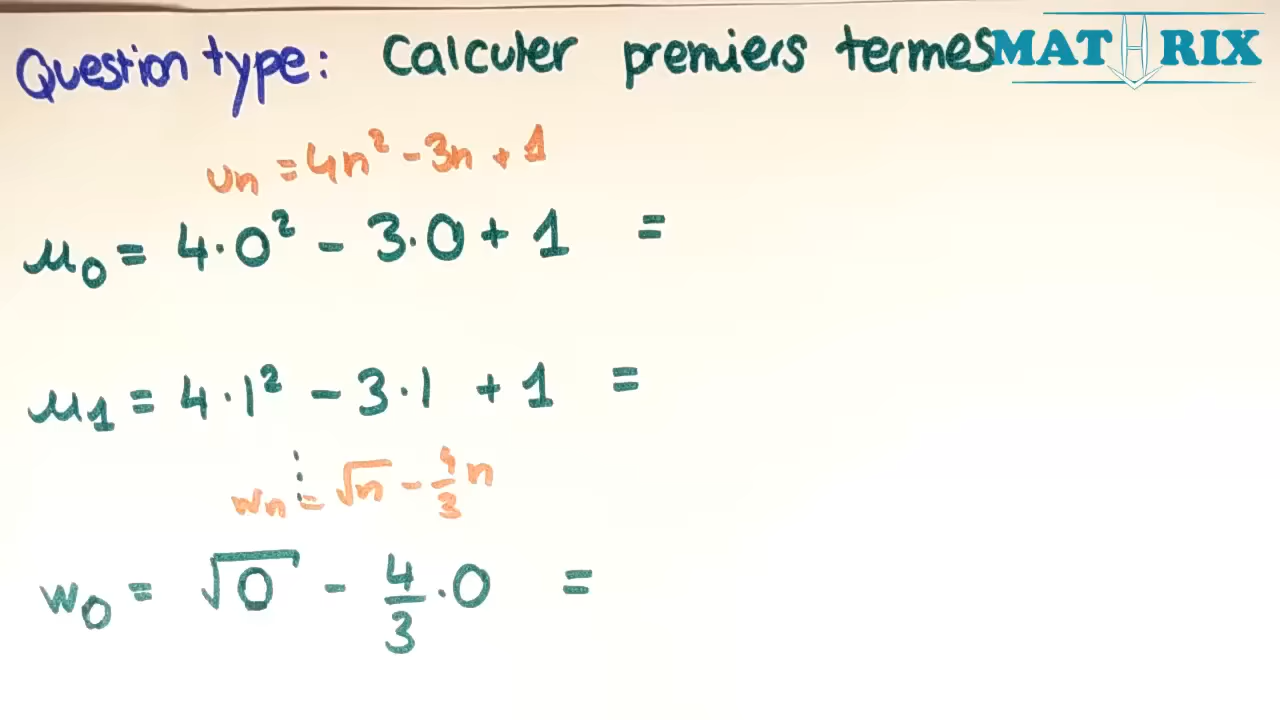 Question type: Calculer premiers termes MATHRIX
un = 4n² - 3n + 1
u₀ = 4·0² - 3·0 + 1 =
u₁ = 4·1² - 3·1 + 1 =
⋮
wn = √n - 4/3 n
w₀ = √0 - 4/3 · 0 =